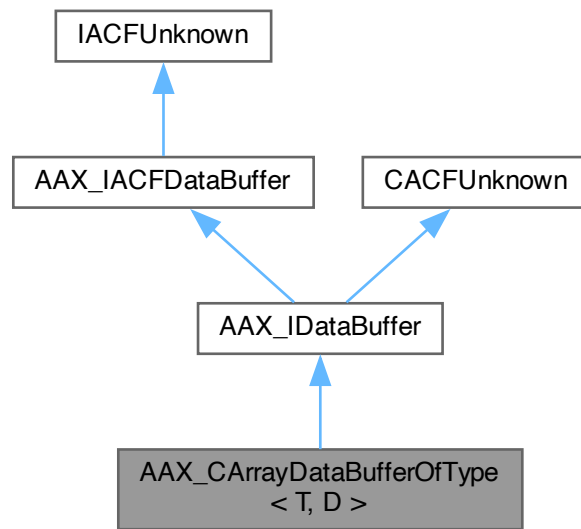 IACFUnknown
AAX_IACFDataBuffer
CACFUnknown
AAX_IDataBuffer
AAX_CArrayDataBufferOfType
< T, D >